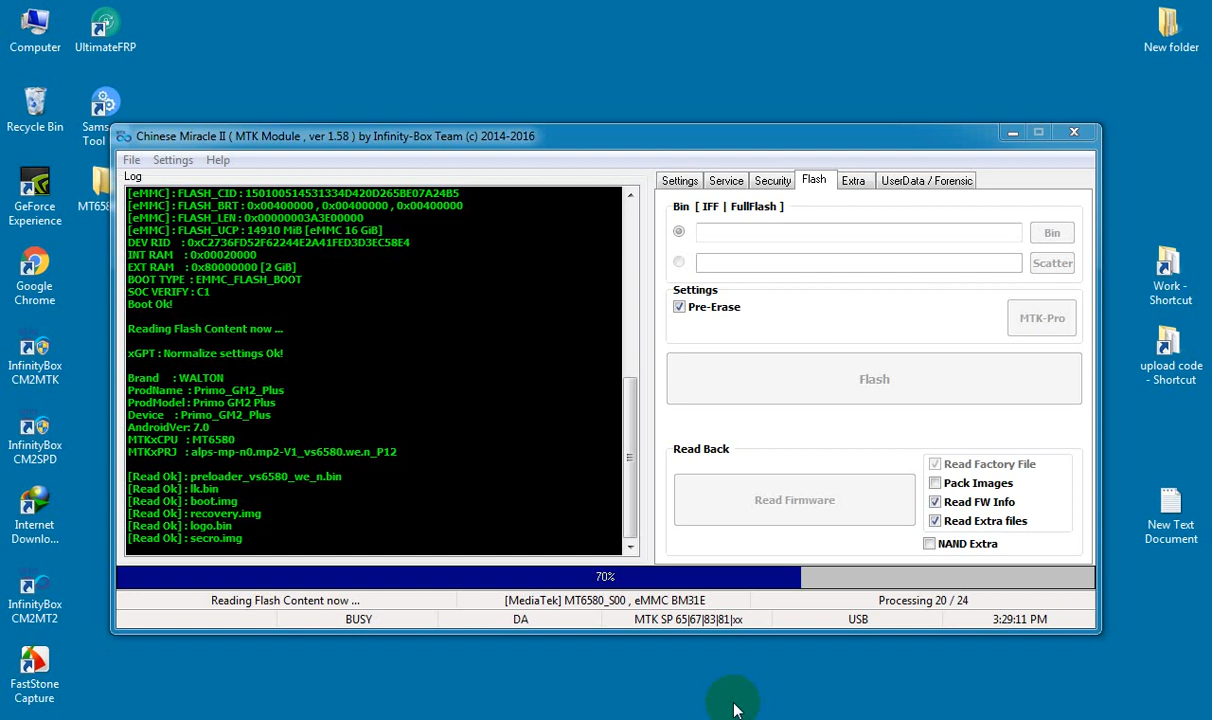 Computer
UltimateFRP
New folder
Recycle Bin
Sams
Tool
GeForce
Experience
MT658
Google
Chrome
InfinityBox
CM2MTK
InfinityBox
CM2SPD
Internet
Downlo...
InfinityBox
CM2MT2
FastStone
Capture
Work -
Shortcut
upload code
- Shortcut
New Text
Document
Chinese Miracle II ( MTK Module , ver 1.58 ) by Infinity-Box Team (c) 2014-2016
File Settings Help
Log
[eMMC] : FLASH_CID : 150100514531334D420D265BE07A24B5
[eMMC] : FLASH_BRT : 0x00400000 , 0x00400000 , 0x00400000
[eMMC] : FLASH_LEN : 0x00000003A3E00000
[eMMC] : FLASH_UCP : 14910 MiB [eMMC 16 GiB]
DEV RID : 0xC2736FD52F62244E2A41FED3D3EC58E4
INT RAM : 0x00020000
EXT RAM : 0x80000000 [2 GiB]
BOOT TYPE : EMMC_FLASH_BOOT
SOC VERIFY : C1
Boot Ok!
Reading Flash Content now ...
xGPT : Normalize settings Ok!
Brand : WALTON
ProdName : Primo_GM2_Plus
ProdModel : Primo GM2 Plus
Device : Primo_GM2_Plus
AndroidVer: 7.0
MTKxCPU : MT6580
MTKxPRJ : alps-mp-n0.mp2-V1_vs6580.we.n_P12
[Read Ok] : preloader_vs6580_we_n.bin
[Read Ok] : lk.bin
[Read Ok] : boot.img
[Read Ok] : recovery.img
[Read Ok] : logo.bin
[Read Ok] : secro.img
Settings Service Security Flash Extra UserData / Forensic
Bin [ IFF | FullFlash ]
Bin
Scatter
Settings
Pre-Erase
MTK-Pro
Flash
Read Back
Read Firmware
Read Factory File
Pack Images
Read FW Info
Read Extra files
NAND Extra
70%
Reading Flash Content now ... [MediaTek] MT6580_S00 , eMMC BM31E Processing 20 / 24
BUSY DA MTK SP 65|67|83|81|xx USB 3:29:11 PM